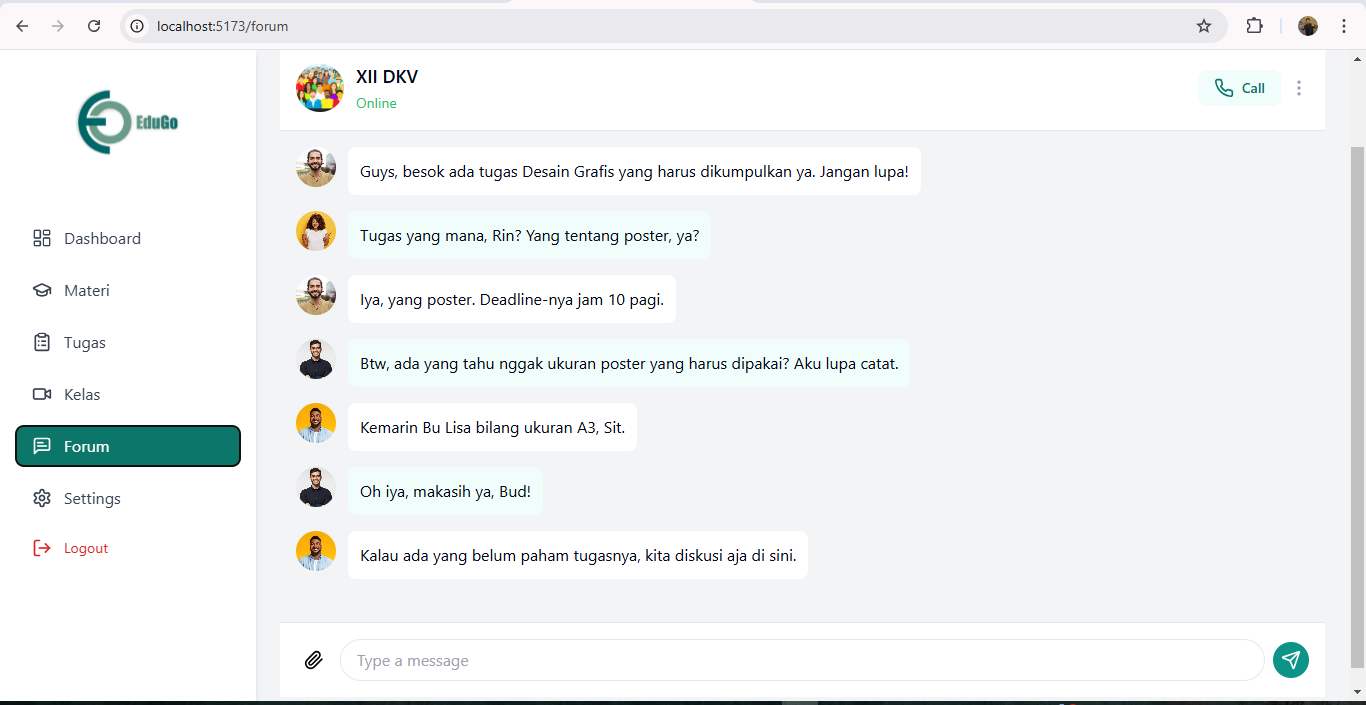 localhost:5173/forum
EduGo
Dashboard
Materi
Tugas
Kelas
Forum
Settings
Logout
XII DKV
Online
Call
Guys, besok ada tugas Desain Grafis yang harus dikumpulkan ya. Jangan lupa!
Tugas yang mana, Rin? Yang tentang poster, ya?
Iya, yang poster. Deadline-nya jam 10 pagi.
Btw, ada yang tahu nggak ukuran poster yang harus dipakai? Aku lupa catat.
Kemarin Bu Lisa bilang ukuran A3, Sit.
Oh iya, makasih ya, Bud!
Kalau ada yang belum paham tugasnya, kita diskusi aja di sini.
Type a message